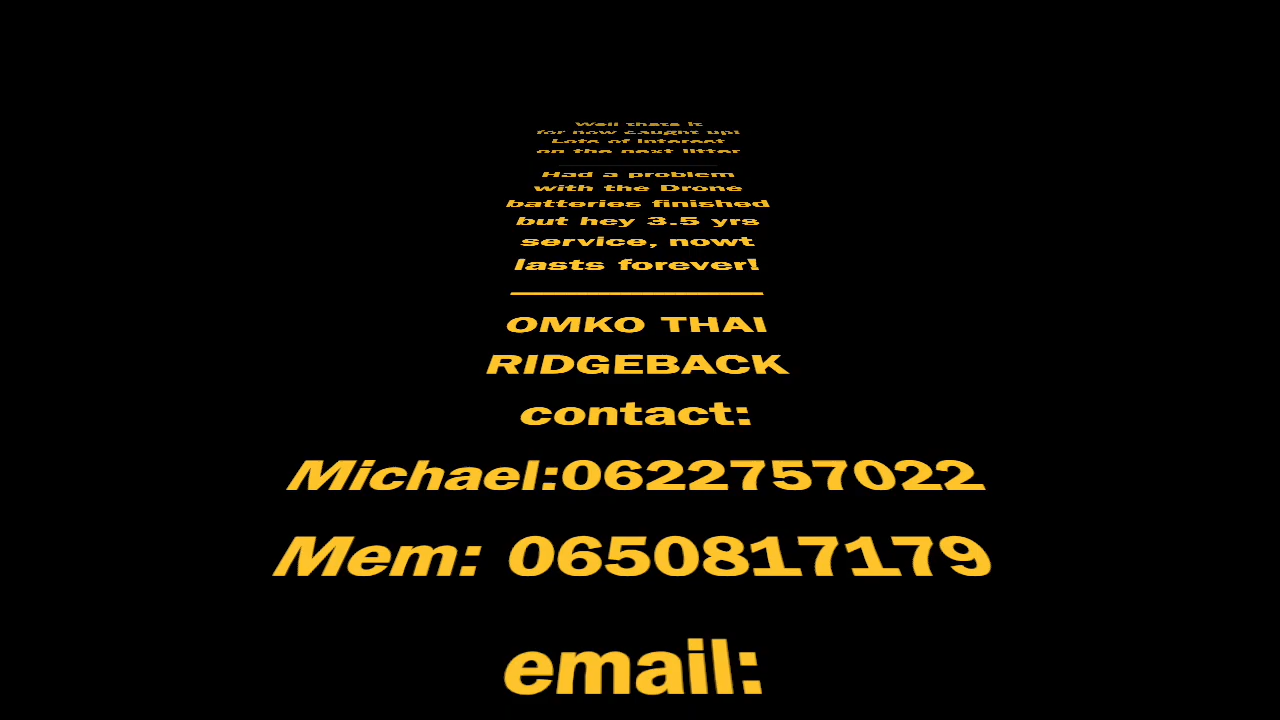 Well thats it
for now caught up!
Lots of interest
on the next litter
Had a problem
with the Drone
batteries finished
but hey 3.5 yrs
service, nowt
lasts forever!
OMKO THAI
RIDGEBACK
contact:
Michael:0622757022
Mem: 0650817179
email: